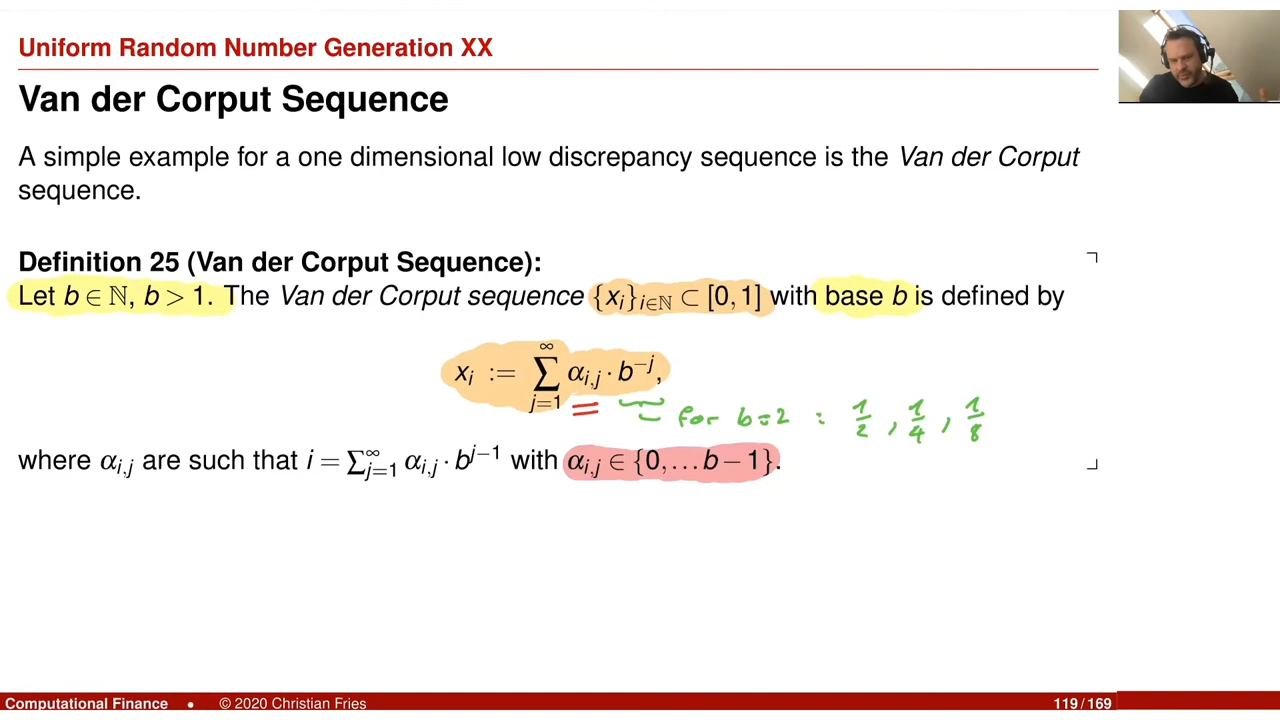 Uniform Random Number Generation XX
Van der Corput Sequence
A simple example for a one dimensional low discrepancy sequence is the Van der Corput
sequence.
Definition 25 (Van der Corput Sequence):
Let b ∈ ℕ, b > 1. The Van der Corput sequence {x_i}_{i∈ℕ} ⊂ [0, 1] with base b is defined by
x_i := ∑_{j=1}^{∞} α_{i,j} · b^{−j},
for b=2 : 1/2, 1/4, 1/8
where α_{i,j} are such that i = ∑_{j=1}^{∞} α_{i,j} · b^{j−1} with α_{i,j} ∈ {0, … b − 1}.
Computational Finance • © 2020 Christian Fries 119 / 169